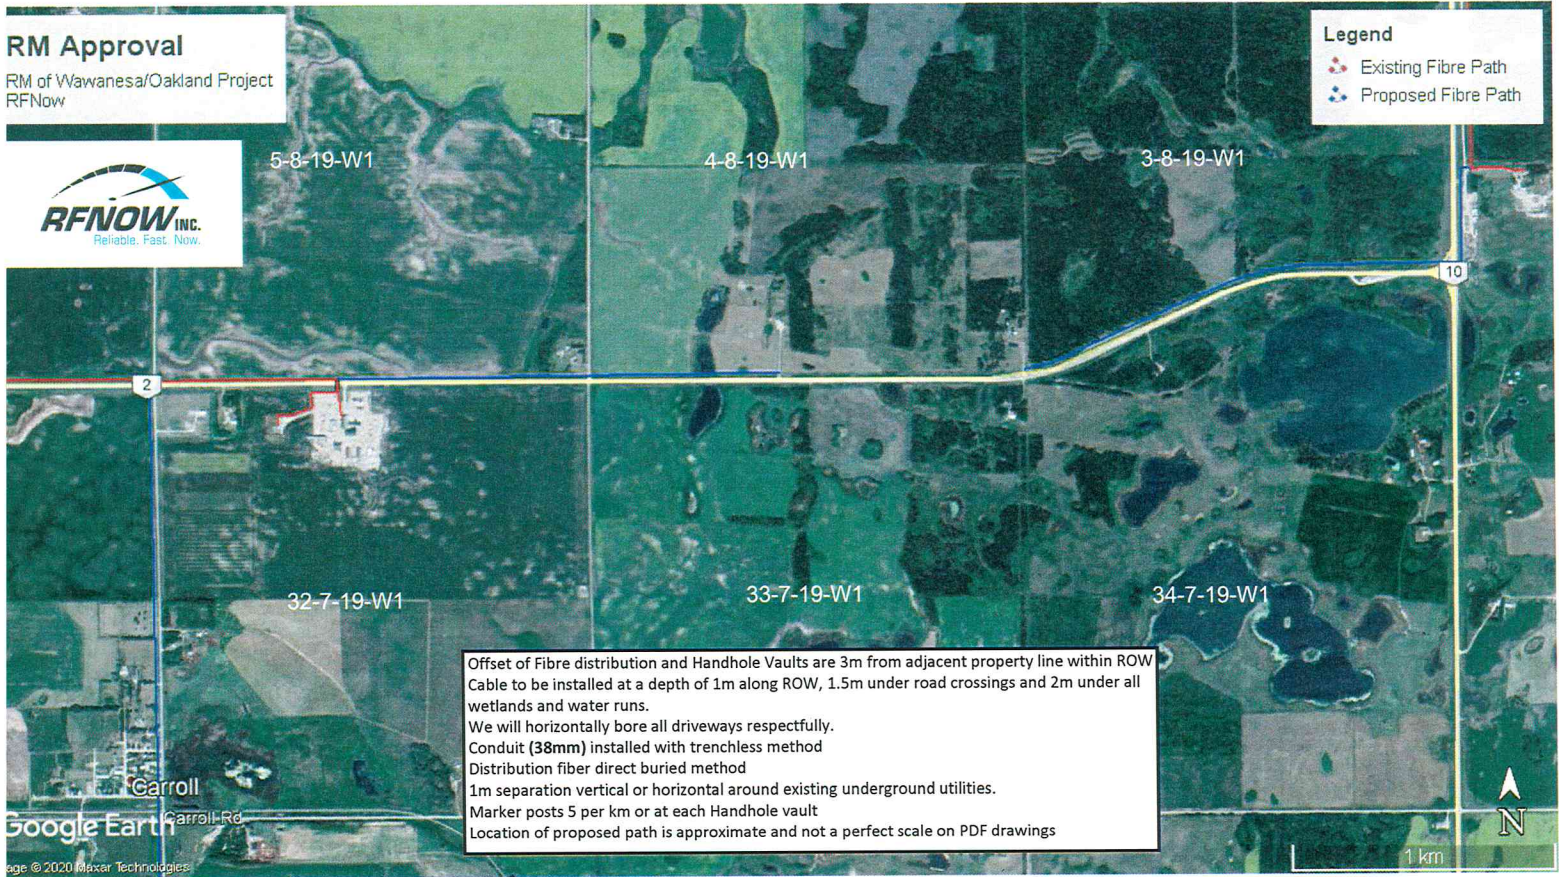 RM Approval
RM of Wawanesa/Oakland Project
RFNow
Legend
Existing Fibre Path
Proposed Fibre Path
RFNOW INC.
Reliable. Fast. Now.
5-8-19-W1
4-8-19-W1
3-8-19-W1
10
2
32-7-19-W1
33-7-19-W1
34-7-19-W1
Offset of Fibre distribution and Handhole Vaults are 3m from adjacent property line within ROW
Cable to be installed at a depth of 1m along ROW, 1.5m under road crossings and 2m under all
wetlands and water runs.
We will horizontally bore all driveways respectfully.
Conduit (38mm) installed with trenchless method
Distribution fiber direct buried method
1m separation vertical or horizontal around existing underground utilities.
Marker posts 5 per km or at each Handhole vault
Location of proposed path is approximate and not a perfect scale on PDF drawings
Carroll
Carroll Rd
Google Earth
age © 2020 Maxar Technologies
N
1 km